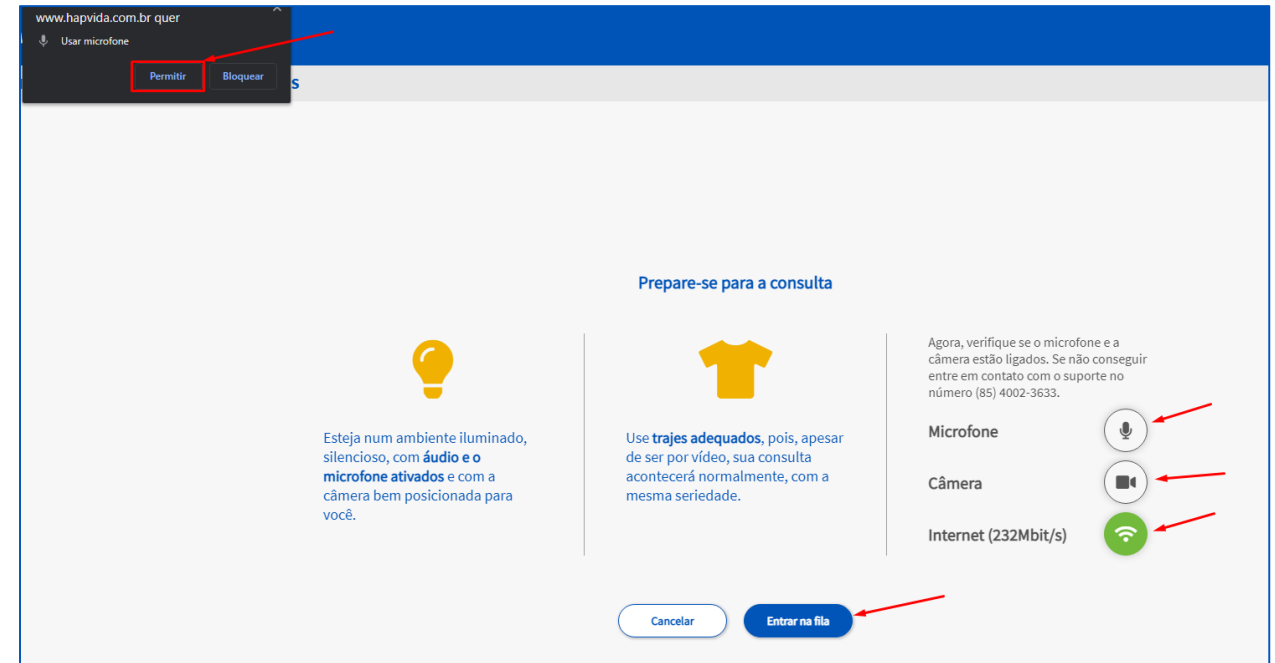 www.hapvida.com.br quer
Usar microfone
Permitir
Bloquear
s
Prepare-se para a consulta
Esteja num ambiente iluminado,
silencioso, com áudio e o
microfone ativados e com a
câmera bem posicionada para
você.
Use trajes adequados, pois, apesar
de ser por vídeo, sua consulta
acontecerá normalmente, com a
mesma seriedade.
Agora, verifique se o microfone e a
câmera estão ligados. Se não conseguir
entre em contato com o suporte no
número (85) 4002-3633.
Microfone
Câmera
Internet (232Mbit/s)
Cancelar
Entrar na fila